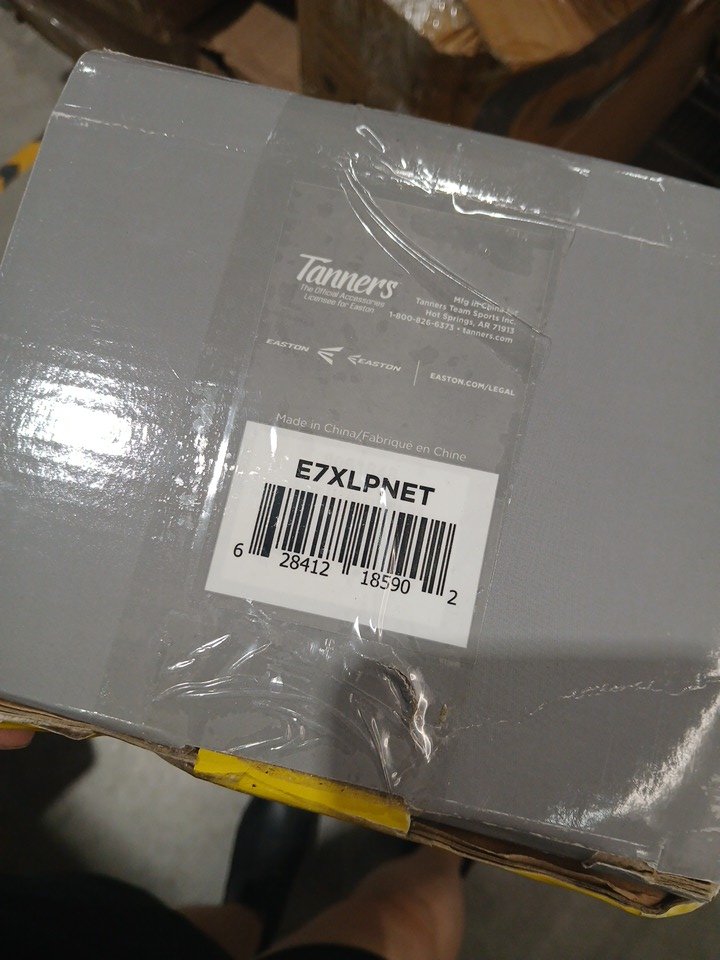 Tanners
The Official Accessories
Licensee for Easton
Mfg in China for
Tanners Team Sports Inc.
Hot Springs, AR 71913
1-800-826-6373 • tanners.com
EASTON EASTON EASTON.COM/LEGAL
Made in China/Fabriqué en Chine
E7XLPNET
6 28412 18590 2